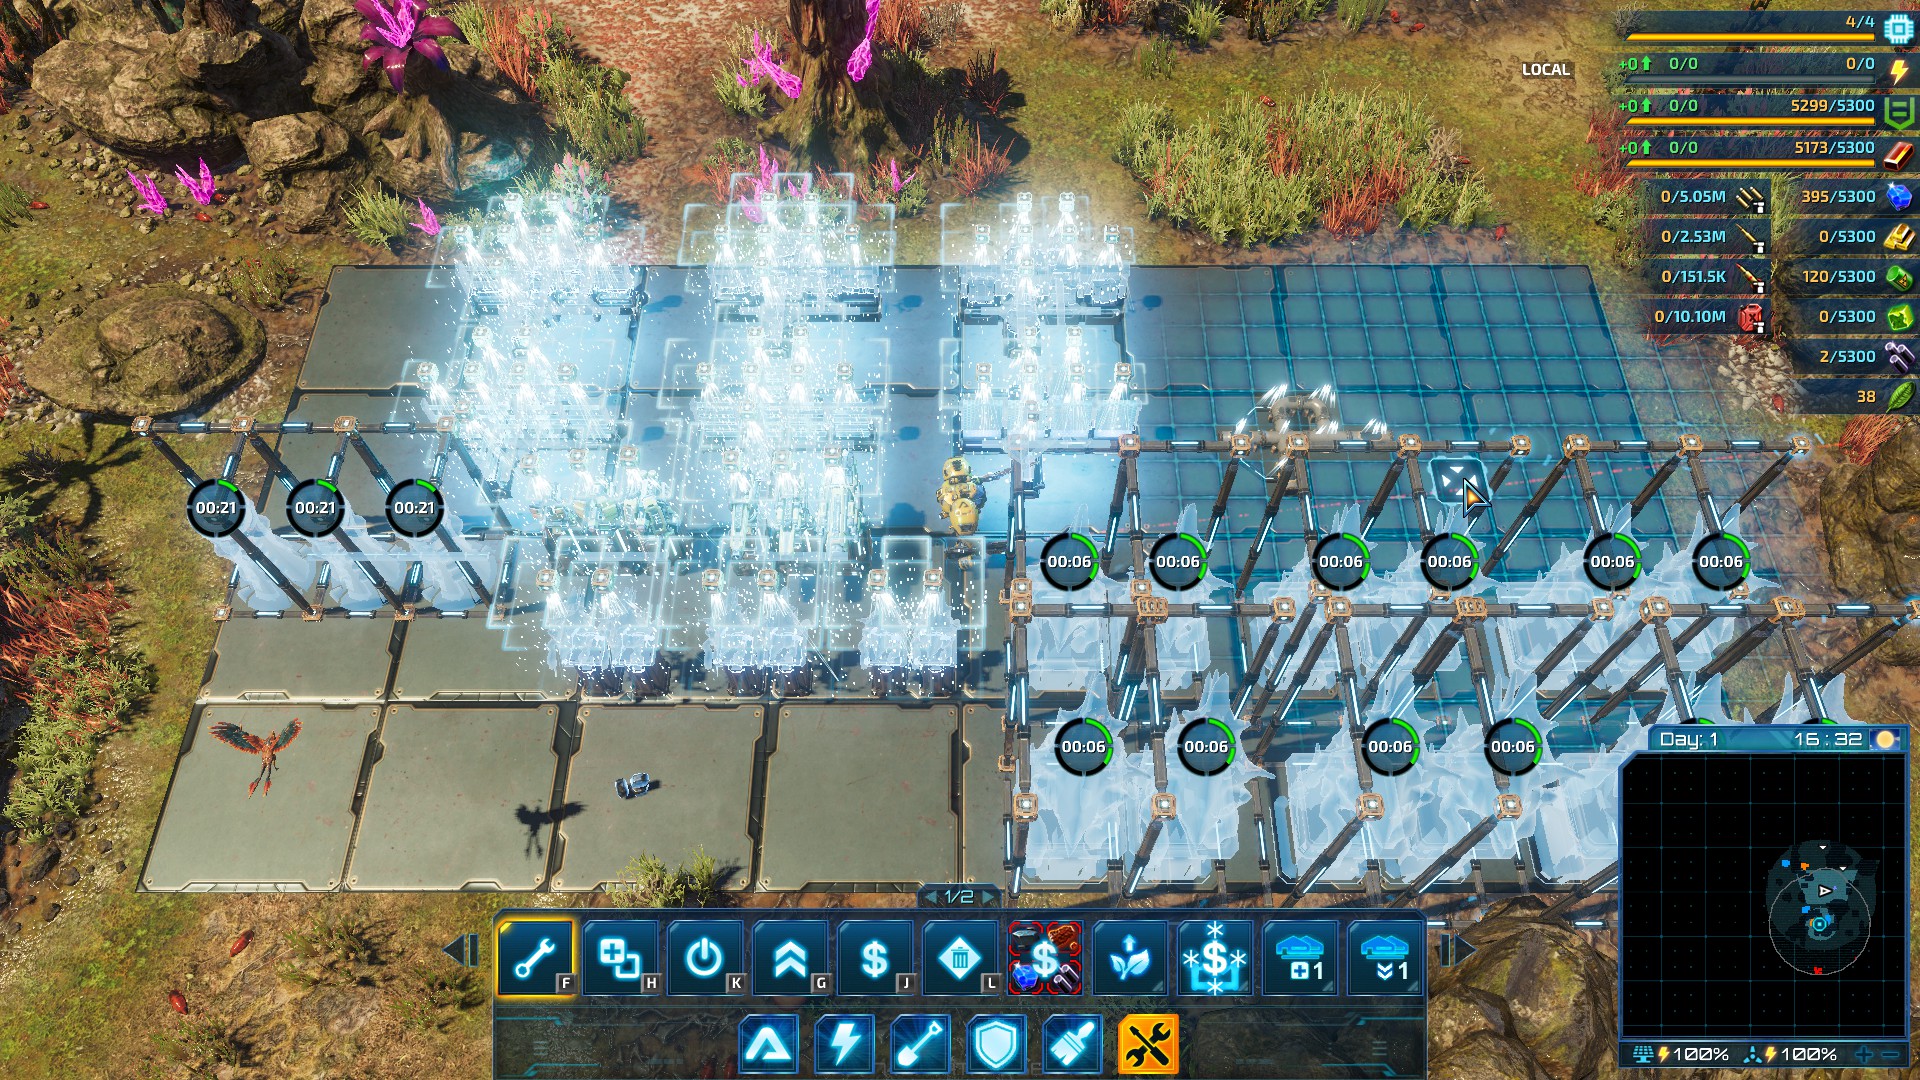 4/4
+0 0/0 0/0
LOCAL
+0 0/0 5299/5300
+0 0/0 5173/5300
0/5.05M 395/5300
0/2.53M 0/5300
0/151.5K 120/5300
0/10.10M 0/5300
2/5300
38
00:21 00:21 00:21
00:06 00:06 00:06 00:06 00:06 00:06
00:06 00:06 00:06 00:06
Day: 1 16:32
1/2
F H K G J L 1 1
100% 100%